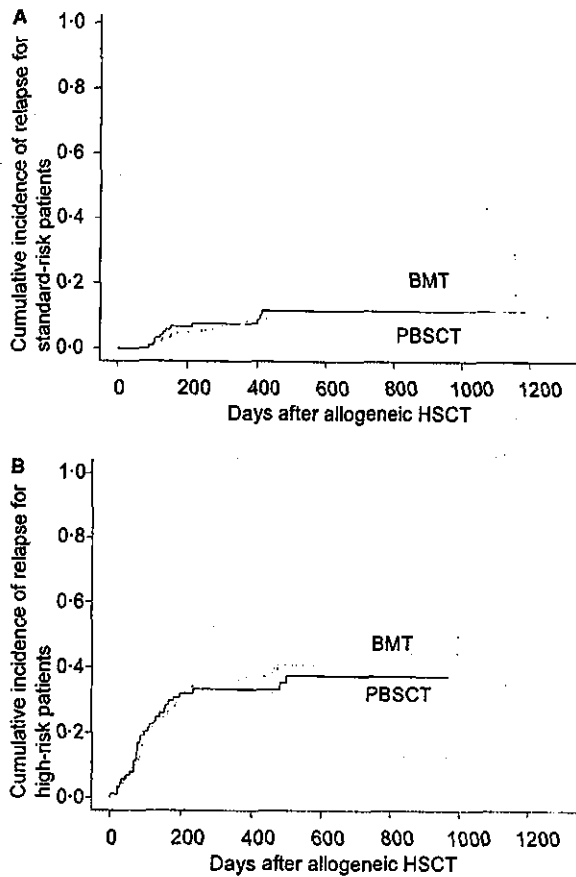 A
Cumulative incidence of relapse for
standard-risk patients
1·0
0·8
0·6
0·4
0·2
0·0
BMT
PBSCT
0 200 400 600 800 1000 1200
Days after allogeneic HSCT
B
Cumulative incidence of relapse for
high-risk patients
1·0
0·8
0·6
0·4
0·2
0·0
BMT
PBSCT
0 200 400 600 800 1000 1200
Days after allogeneic HSCT